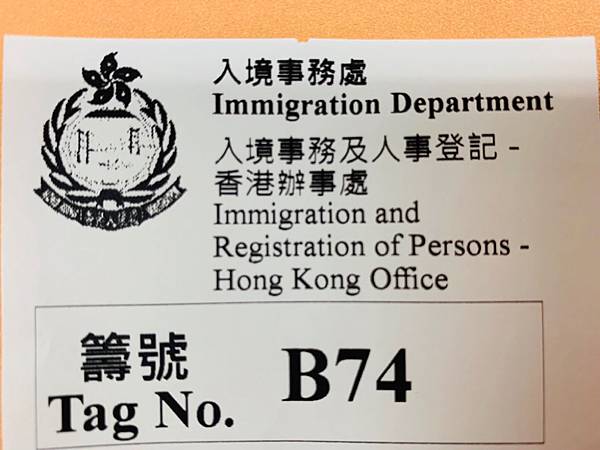 入境事務處
Immigration Department
入境事務及人事登記 -
香港辦事處
Immigration and
Registration of Persons -
Hong Kong Office
籌號
Tag No.
B74